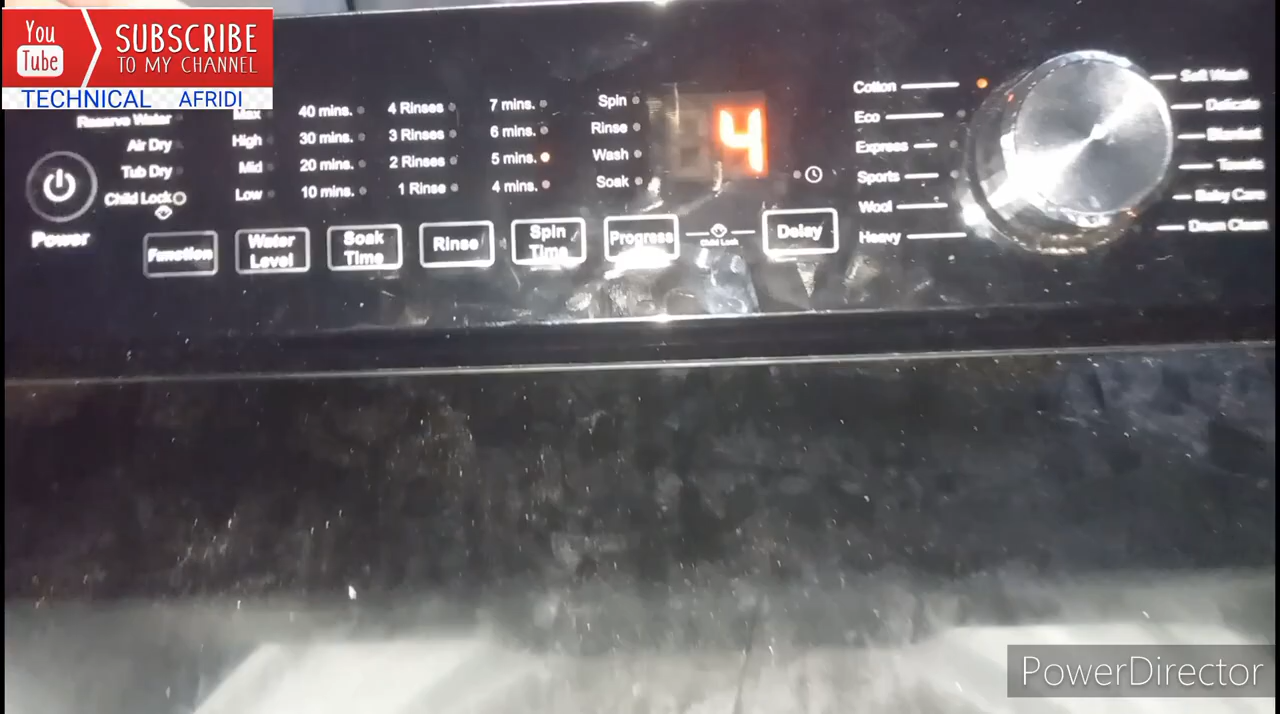 You Tube
SUBSCRIBE
TO MY CHANNEL
TECHNICAL AFRIDI
Reserve Water
Air Dry
Tub Dry
Child Lock
Power
Function
Max
High
Mid
Low
Water Level
40 mins.
30 mins.
20 mins.
10 mins.
Soak Time
4 Rinses
3 Rinses
2 Rinses
1 Rinse
Rinse
7 mins.
6 mins.
5 mins.
4 mins.
Spin Time
Spin
Rinse
Wash
Soak
Progress
4
Child Lock
Delay
Cotton
Eco
Express
Sports
Wool
Heavy
Soft Wash
Delicate
Blanket
Towels
Baby Care
Drum Clean
PowerDirector